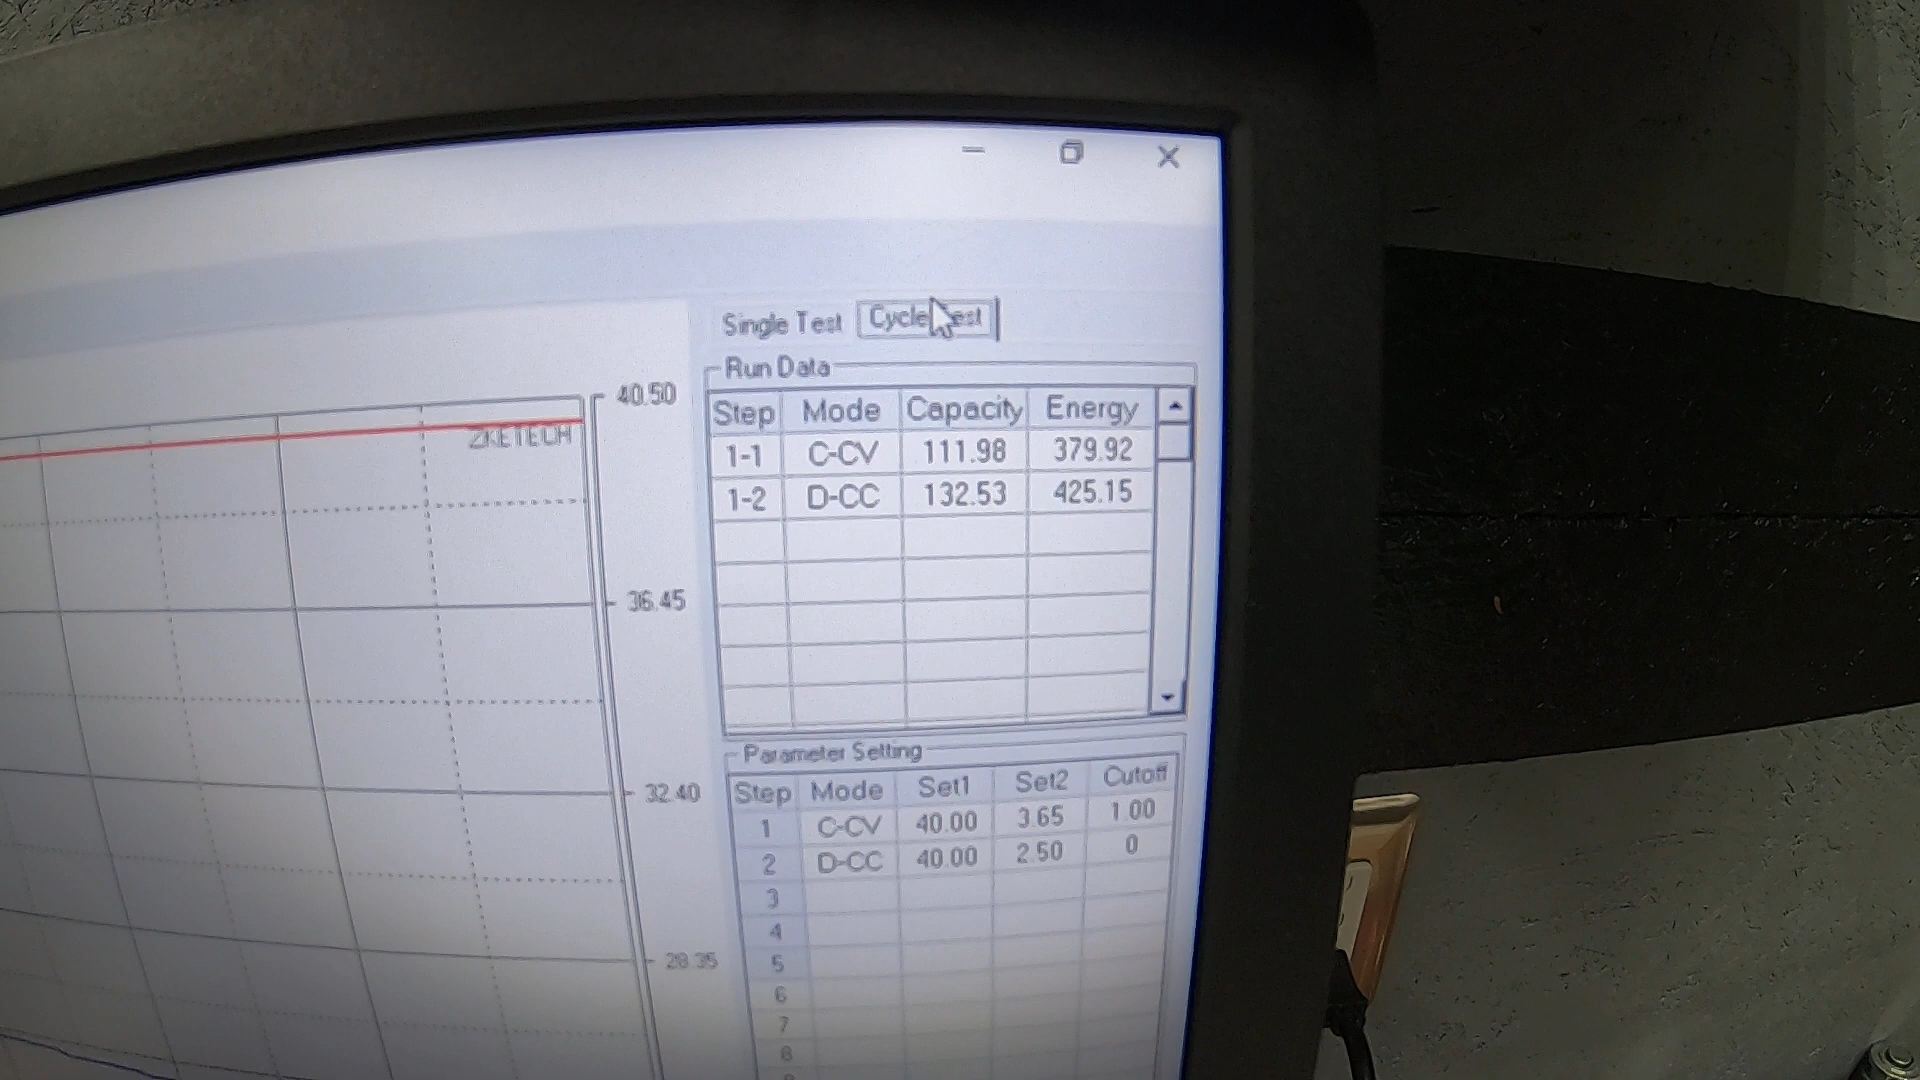 Single Test
Cycle Test
Run Data
Step Mode Capacity Energy
1-1 C-CV 111.98 379.92
1-2 D-CC 132.53 425.15
ZKETECH
40.50
36.45
32.40
28.35
Parameter Setting
Step Mode Set1 Set2 Cutoff
1 C-CV 40.00 3.65 1.00
2 D-CC 40.00 2.50 0
3
4
5
6
7
8